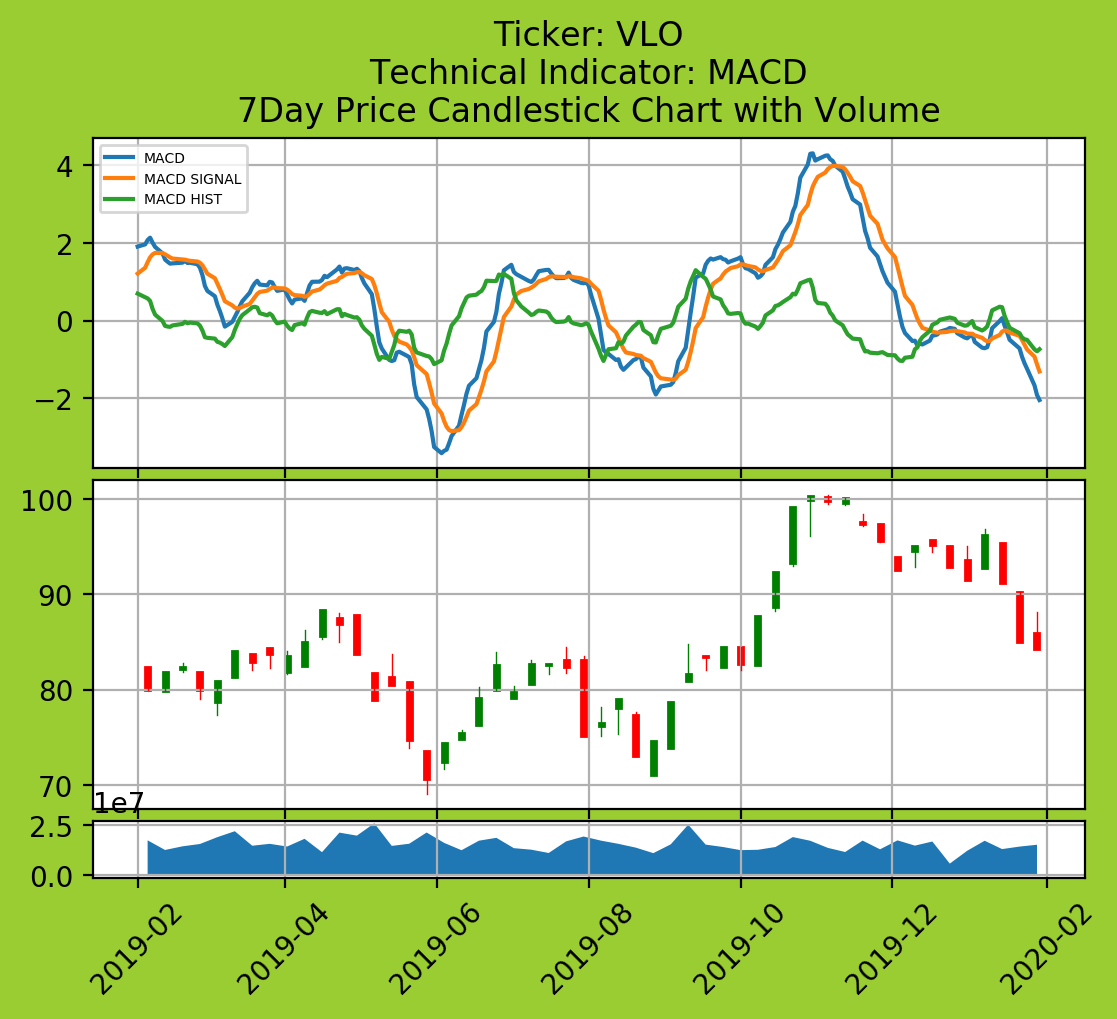 Ticker: VLO
Technical Indicator: MACD
7Day Price Candlestick Chart with Volume
MACD
MACD SIGNAL
MACD HIST
4
2
0
−2
100
90
80
70
1e7
2.5
0.0
2019-02
2019-04
2019-06
2019-08
2019-10
2019-12
2020-02